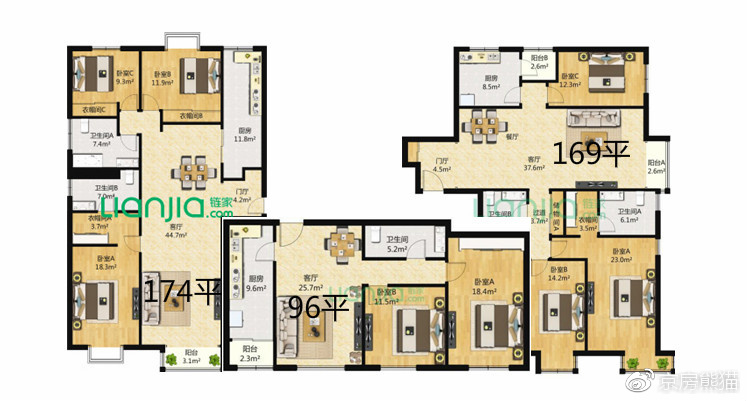 卧室C
9.3m²
卧室B
11.9m²
衣帽间C
衣帽间B
厨房
11.8m²
卫生间A
7.4m²
卫生间B
7.0m²
门厅
4.2m²
Lianjia.com
链家
衣帽间A
3.7m²
客厅
44.7m²
卧室A
18.3m²
174平
阳台
3.1m²
厨房
9.6m²
阳台
2.3m²
客厅
25.7m²
96平
卫生间
5.2m²
卧室B
11.5m²
卧室A
18.4m²
lianjia.com
厨房
8.5m²
阳台B
2.6m²
卧室C
12.3m²
餐厅
客厅
37.6m²
169平
门厅
4.5m²
阳台A
2.6m²
lianjia.com
链家
卫生间B
过道
3.7m²
储物间A
衣帽间
3.5m²
卫生间A
6.1m²
卧室B
14.2m²
卧室A
23.0m²
京房熊猫